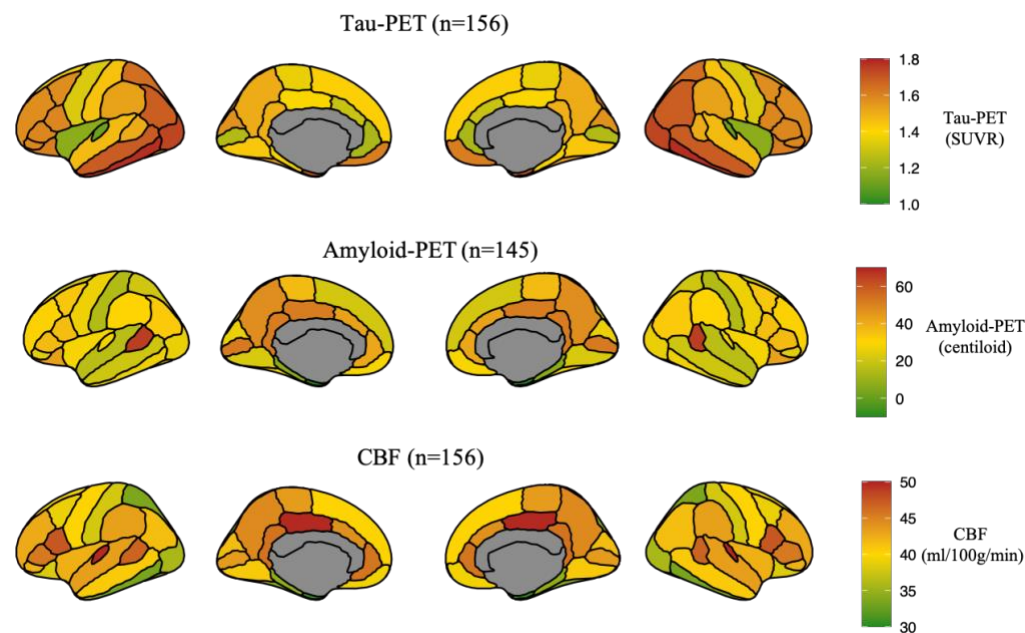 Tau-PET (n=156)
1.8
1.6
1.4
1.2
1.0
Tau-PET
(SUVR)
Amyloid-PET (n=145)
60
40
20
0
Amyloid-PET
(centiloid)
CBF (n=156)
50
45
40
35
30
CBF
(ml/100g/min)